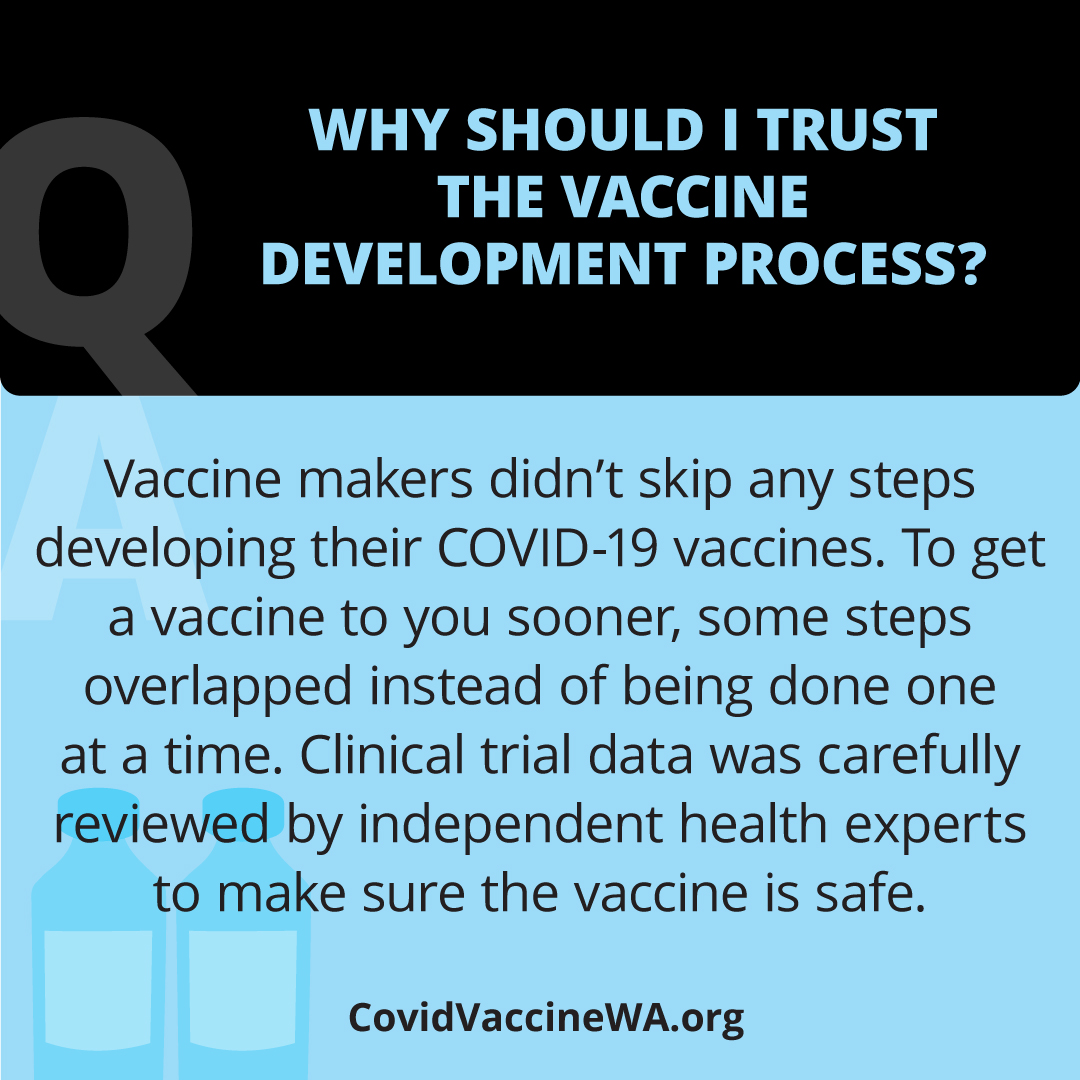 Q
WHY SHOULD I TRUST
THE VACCINE
DEVELOPMENT PROCESS?
A
Vaccine makers didn’t skip any steps
developing their COVID-19 vaccines. To get
a vaccine to you sooner, some steps
overlapped instead of being done one
at a time. Clinical trial data was carefully
reviewed by independent health experts
to make sure the vaccine is safe.
CovidVaccineWA.org